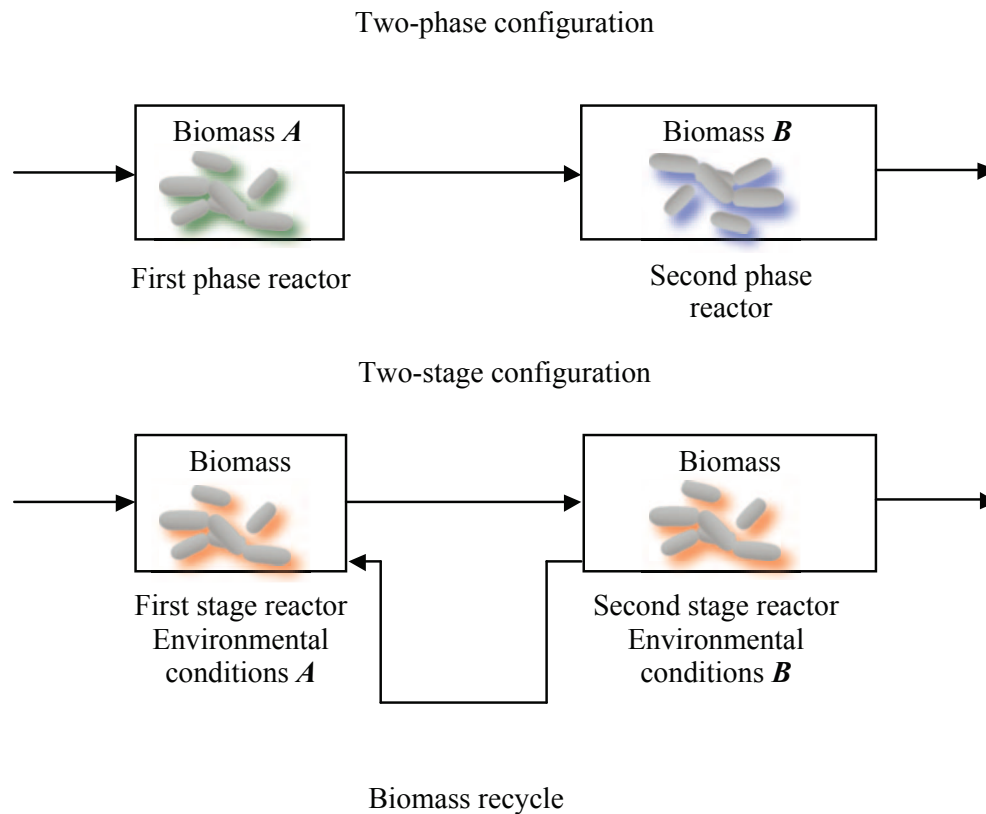 Two-phase configuration
Biomass A
Biomass B
First phase reactor
Second phase
reactor
Two-stage configuration
Biomass
Biomass
First stage reactor
Environmental
conditions A
Second stage reactor
Environmental
conditions B
Biomass recycle